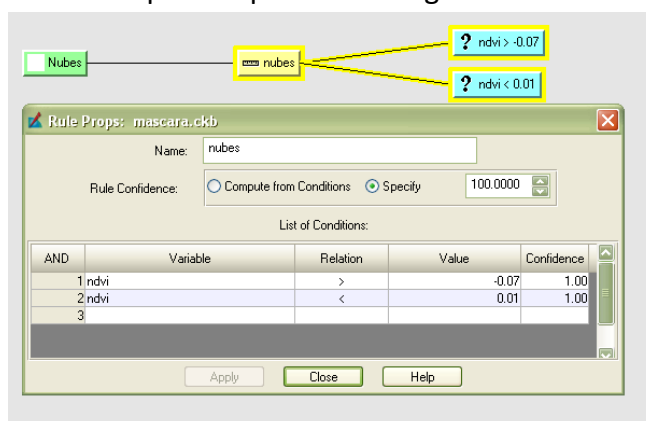 ? ndvi > -0.07
Nubes nubes
? ndvi < 0.01
Rule Props: mascara.ckb
Name: nubes
Rule Confidence: Compute from Conditions Specify 100.0000
List of Conditions:
AND Variable Relation Value Confidence
1 ndvi > -0.07 1.00
2 ndvi < 0.01 1.00
3
Apply Close Help